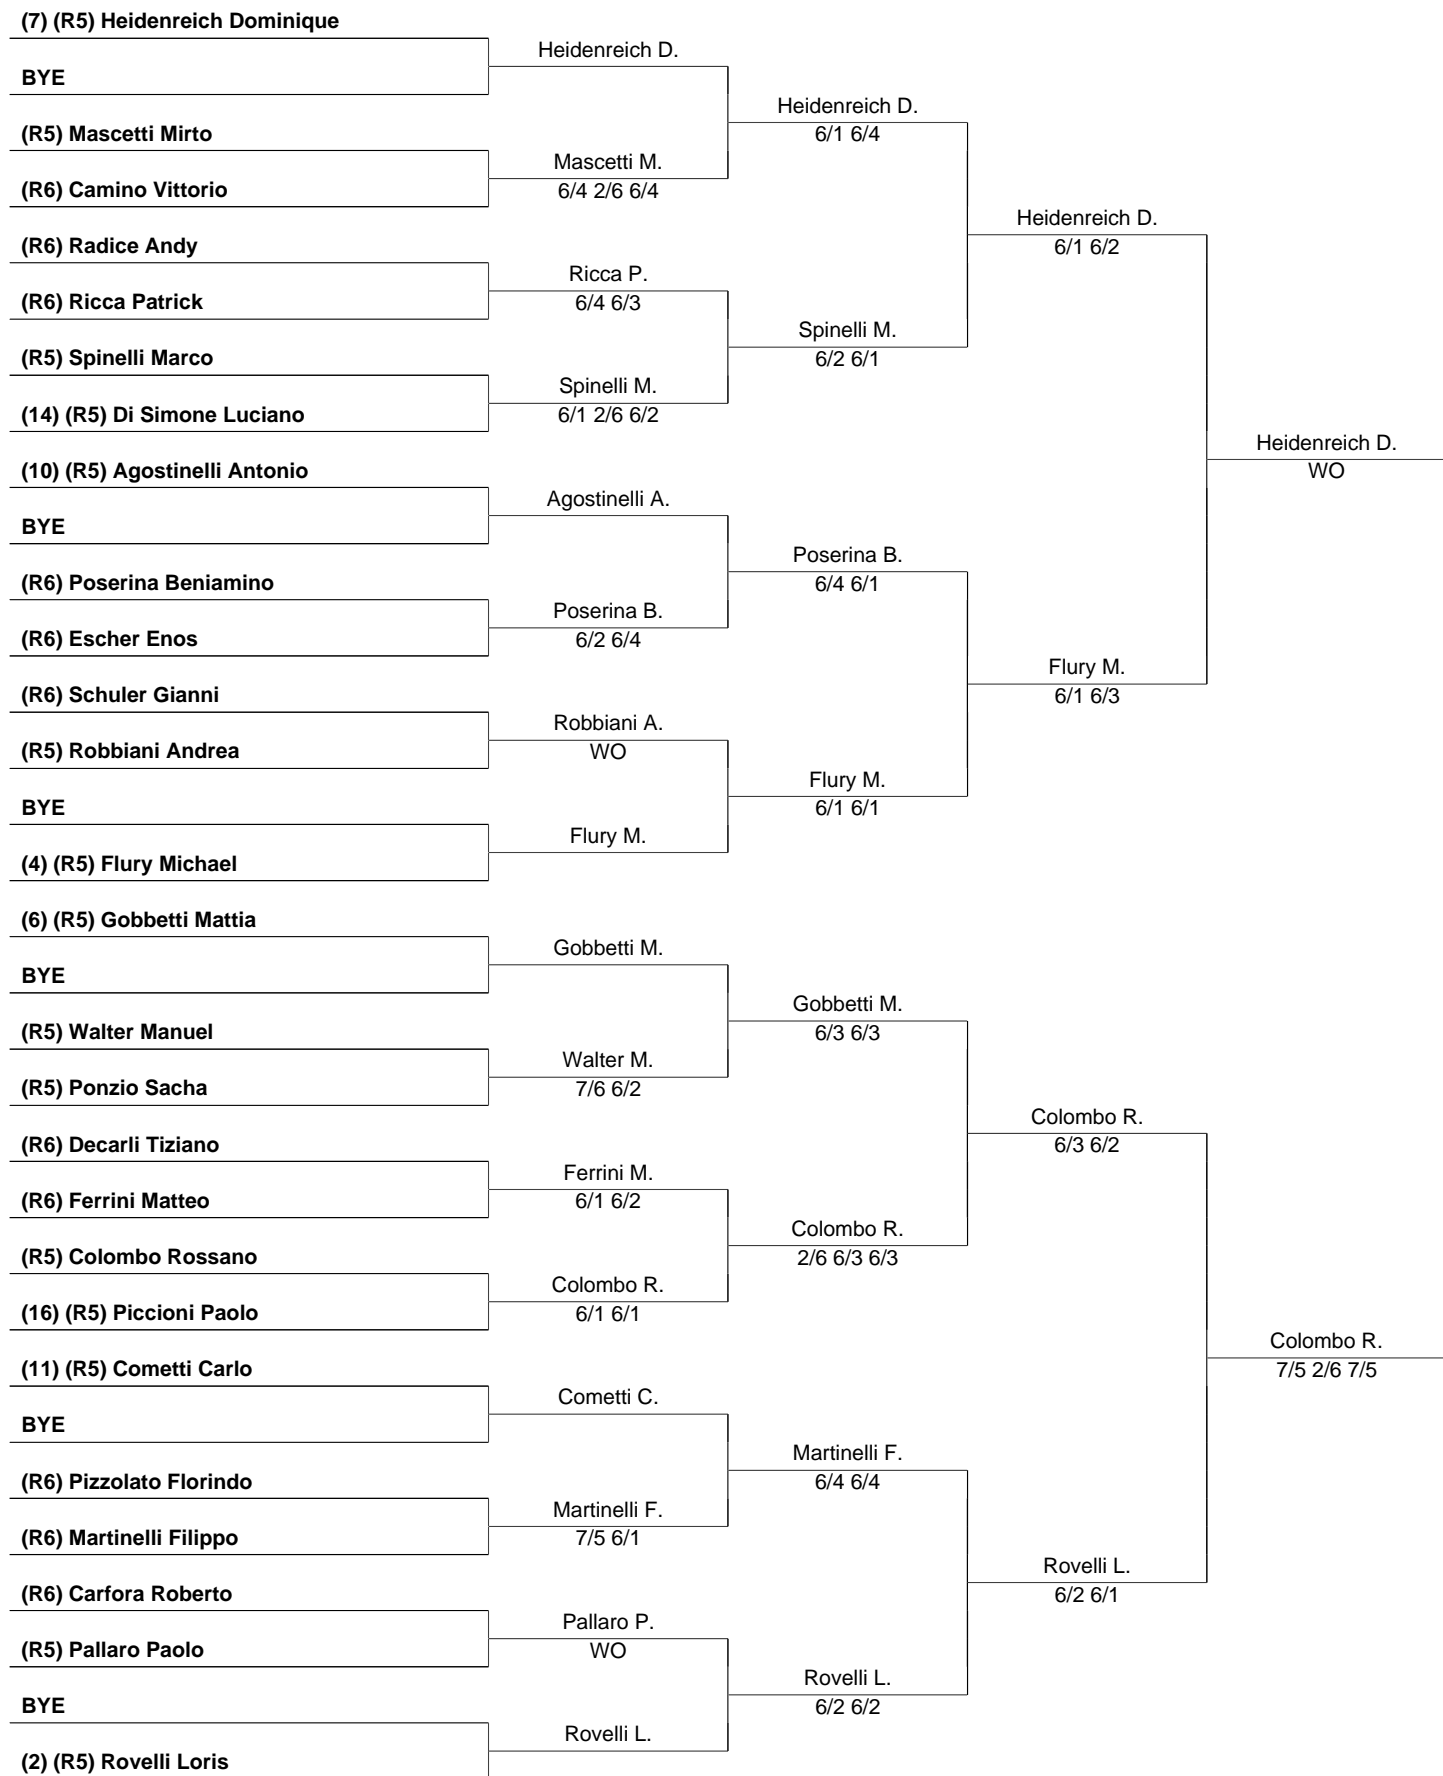 (7) (R5) Heidenreich Dominique
BYE
(R5) Mascetti Mirto
(R6) Camino Vittorio
(R6) Radice Andy
(R6) Ricca Patrick
(R5) Spinelli Marco
(14) (R5) Di Simone Luciano
(10) (R5) Agostinelli Antonio
BYE
(R6) Poserina Beniamino
(R6) Escher Enos
(R6) Schuler Gianni
(R5) Robbiani Andrea
BYE
(4) (R5) Flury Michael
(6) (R5) Gobbetti Mattia
BYE
(R5) Walter Manuel
(R5) Ponzio Sacha
(R6) Decarli Tiziano
(R6) Ferrini Matteo
(R5) Colombo Rossano
(16) (R5) Piccioni Paolo
(11) (R5) Cometti Carlo
BYE
(R6) Pizzolato Florindo
(R6) Martinelli Filippo
(R6) Carfora Roberto
(R5) Pallaro Paolo
BYE
(2) (R5) Rovelli Loris
Heidenreich D.
Mascetti M.
6/4 2/6 6/4
Ricca P.
6/4 6/3
Spinelli M.
6/1 2/6 6/2
Agostinelli A.
Poserina B.
6/2 6/4
Robbiani A.
WO
Flury M.
Gobbetti M.
Walter M.
7/6 6/2
Ferrini M.
6/1 6/2
Colombo R.
6/1 6/1
Cometti C.
Martinelli F.
7/5 6/1
Pallaro P.
WO
Rovelli L.
Heidenreich D.
6/1 6/4
Spinelli M.
6/2 6/1
Poserina B.
6/4 6/1
Flury M.
6/1 6/1
Gobbetti M.
6/3 6/3
Colombo R.
2/6 6/3 6/3
Martinelli F.
6/4 6/4
Rovelli L.
6/2 6/2
Heidenreich D.
6/1 6/2
Flury M.
6/1 6/3
Colombo R.
6/3 6/2
Rovelli L.
6/2 6/1
Heidenreich D.
WO
Colombo R.
7/5 2/6 7/5